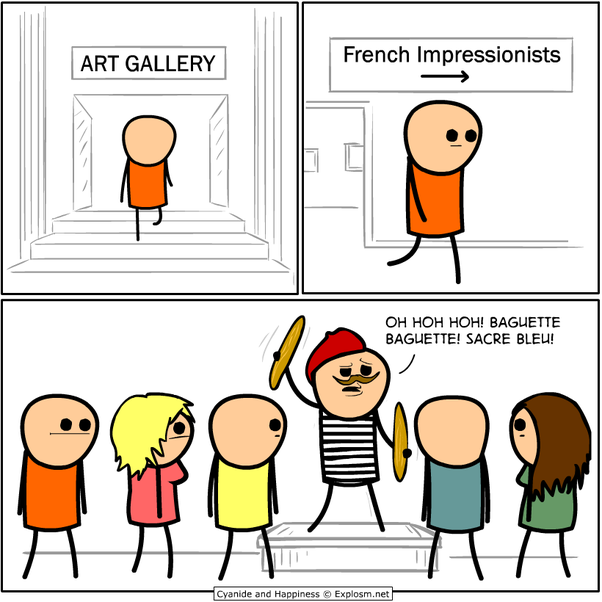 ART GALLERY
French Impressionists
OH HOH HOH! BAGUETTE
BAGUETTE! SACRE BLEU!
Cyanide and Happiness © Explosm.net